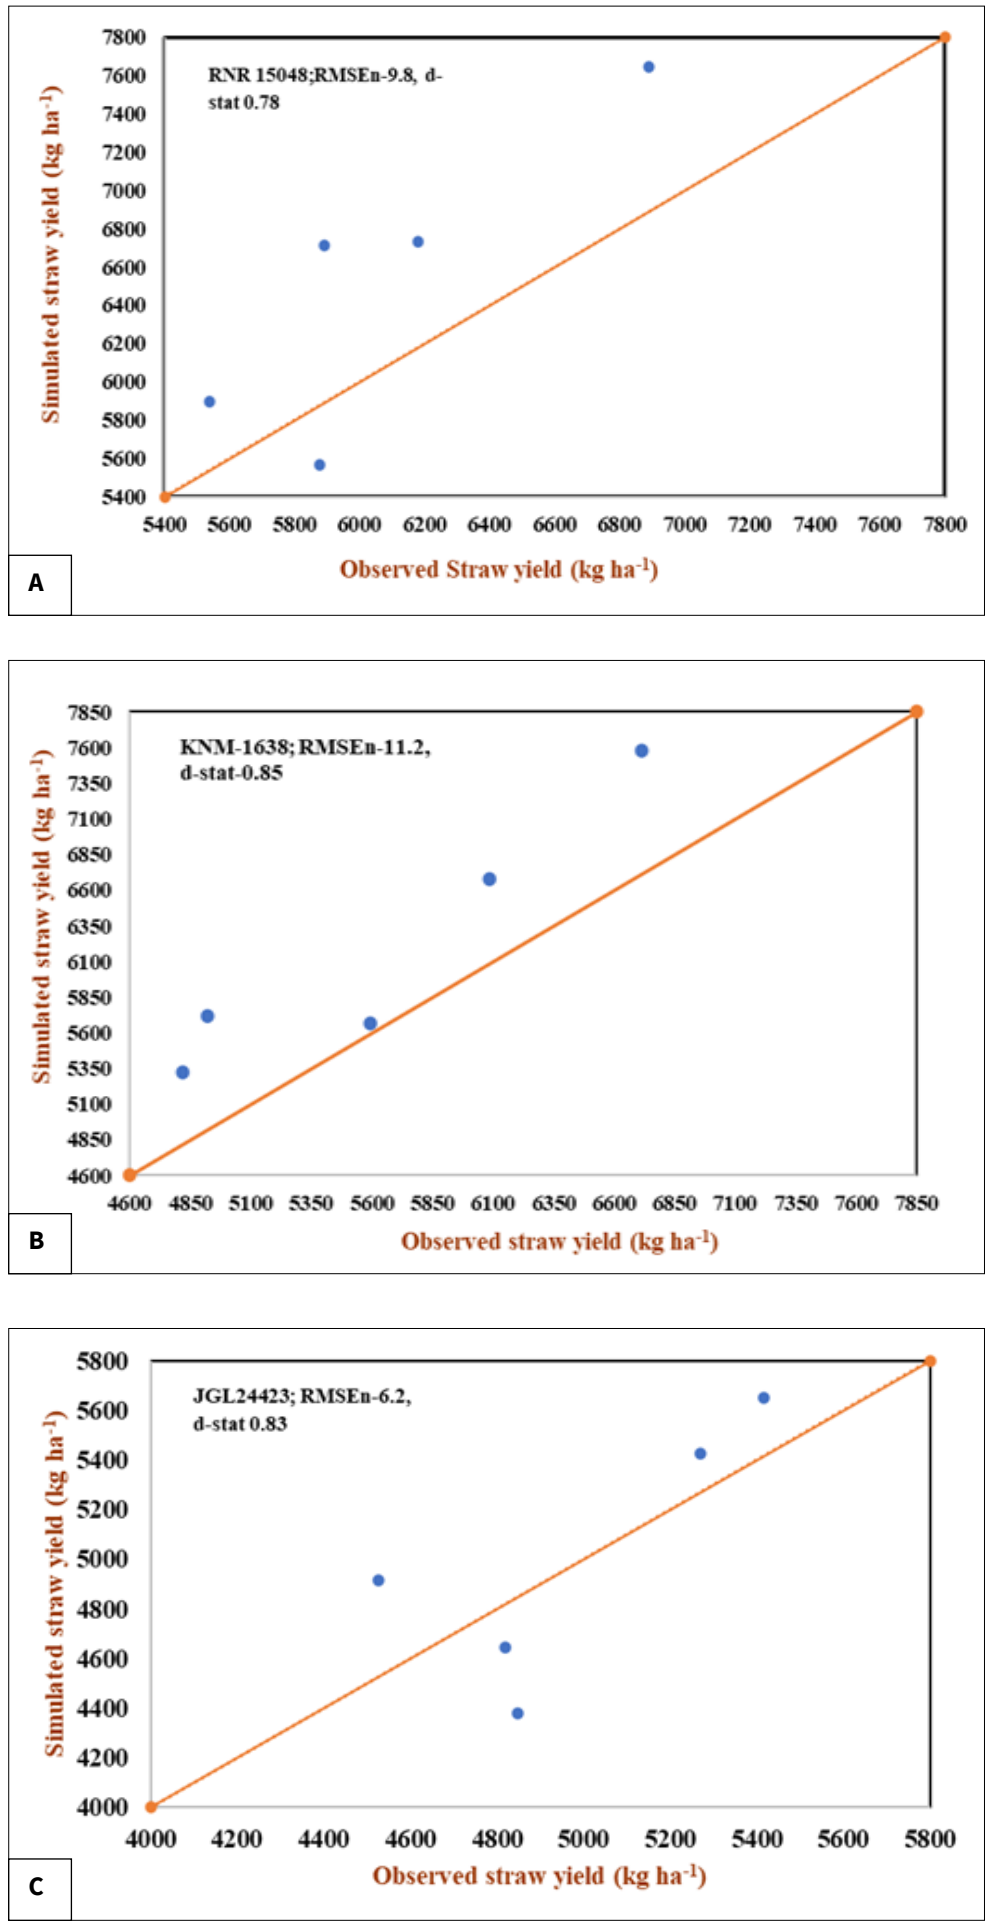 7800
7600
7400
7200
7000
6800
6600
6400
6200
6000
5800
5600
5400
Simulated straw yield (kg ha⁻¹)
RNR 15048;RMSEn-9.8, d-
stat 0.78
5400 5600 5800 6000 6200 6400 6600 6800 7000 7200 7400 7600 7800
Observed Straw yield (kg ha⁻¹)
A
7850
7600
7350
7100
6850
6600
6350
6100
5850
5600
5350
5100
4850
4600
Simulated straw yield (kg ha⁻¹)
KNM-1638; RMSEn-11.2,
d-stat-0.85
4600 4850 5100 5350 5600 5850 6100 6350 6600 6850 7100 7350 7600 7850
Observed straw yield (kg ha⁻¹)
B
5800
5600
5400
5200
5000
4800
4600
4400
4200
4000
Simulated straw yield (kg ha⁻¹)
JGL24423; RMSEn-6.2,
d-stat 0.83
4000 4200 4400 4600 4800 5000 5200 5400 5600 5800
Observed straw yield (kg ha⁻¹)
C